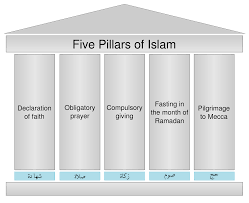 Five Pillars of Islam
Declaration
of faith
Obligatory
prayer
Compulsory
giving
Fasting in
the month of
Ramadan
Pilgrimage
to Mecca
شهادة
صلاة
صوم
حج